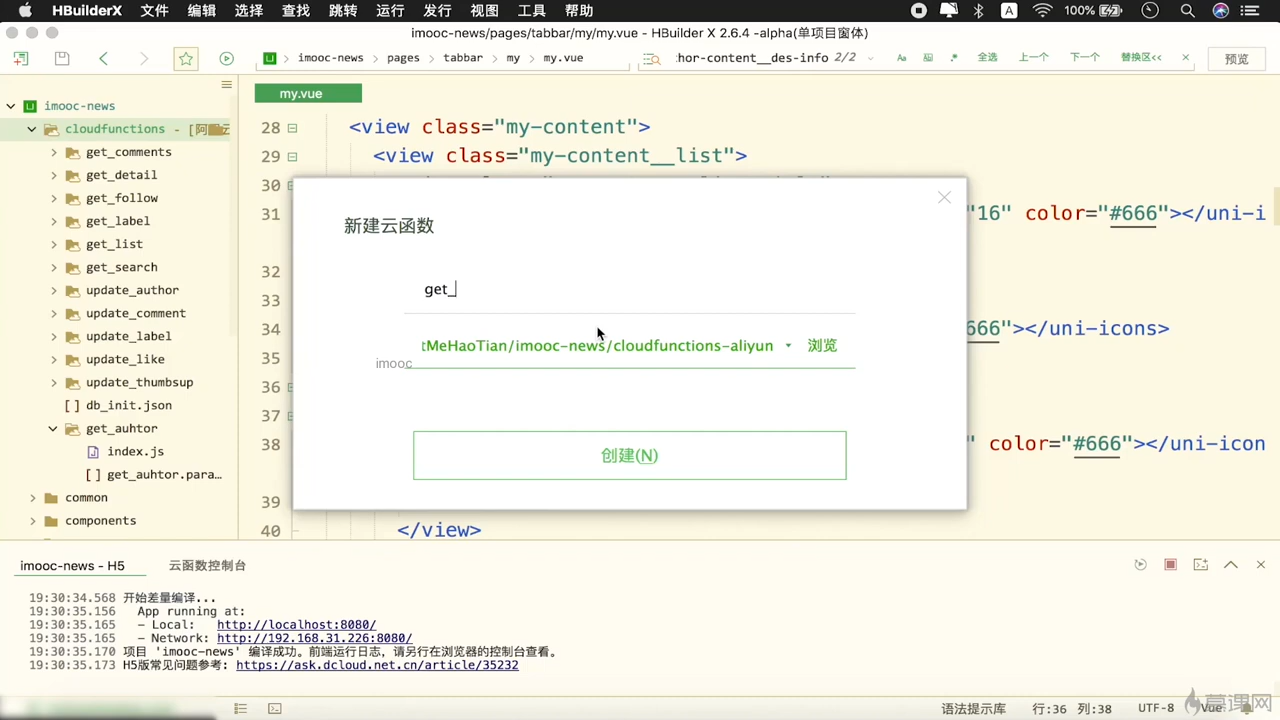 HBuilderX 文件 编辑 选择 查找 跳转 运行 发行 视图 工具 帮助 A 100%
imooc-news/pages/tabbar/my/my.vue - HBuilder X 2.6.4 -alpha(单项目窗体)
imooc-news pages tabbar my my.vue
:hor-content__des-info 2/2 Aa 全选 上一个 下一个 替换区<< 预览
imooc-news
cloudfunctions - [阿
get_comments
get_detail
get_follow
get_label
get_list
get_search
update_author
update_comment
update_label
update_like
update_thumbsup
[ ] db_init.json
get_auhtor
index.js
[ ] get_auhtor.para...
common
components
my.vue
28 <view class="my-content">
29 <view class="my-content__list">
30
31 "16" color="#666"></uni-i
32
33
34 666"></uni-icons>
35
36
37
38 " color="#666"></uni-icon
39
40 </view>
新建云函数
get_
tMeHaoTian/imooc-news/cloudfunctions-aliyun 浏览
imooc
创建(N)
imooc-news - H5 云函数控制台
19:30:34.568 开始差量编译...
19:30:35.156 App running at:
19:30:35.165 - Local: http://localhost:8080/
19:30:35.165 - Network: http://192.168.31.226:8080/
19:30:35.170 项目 'imooc-news' 编译成功。前端运行日志，请另行在浏览器的控制台查看。
19:30:35.173 H5版常见问题参考: https://ask.dcloud.net.cn/article/35232
语法提示库 行:36 列:38 UTF-8 Vue
慕课网